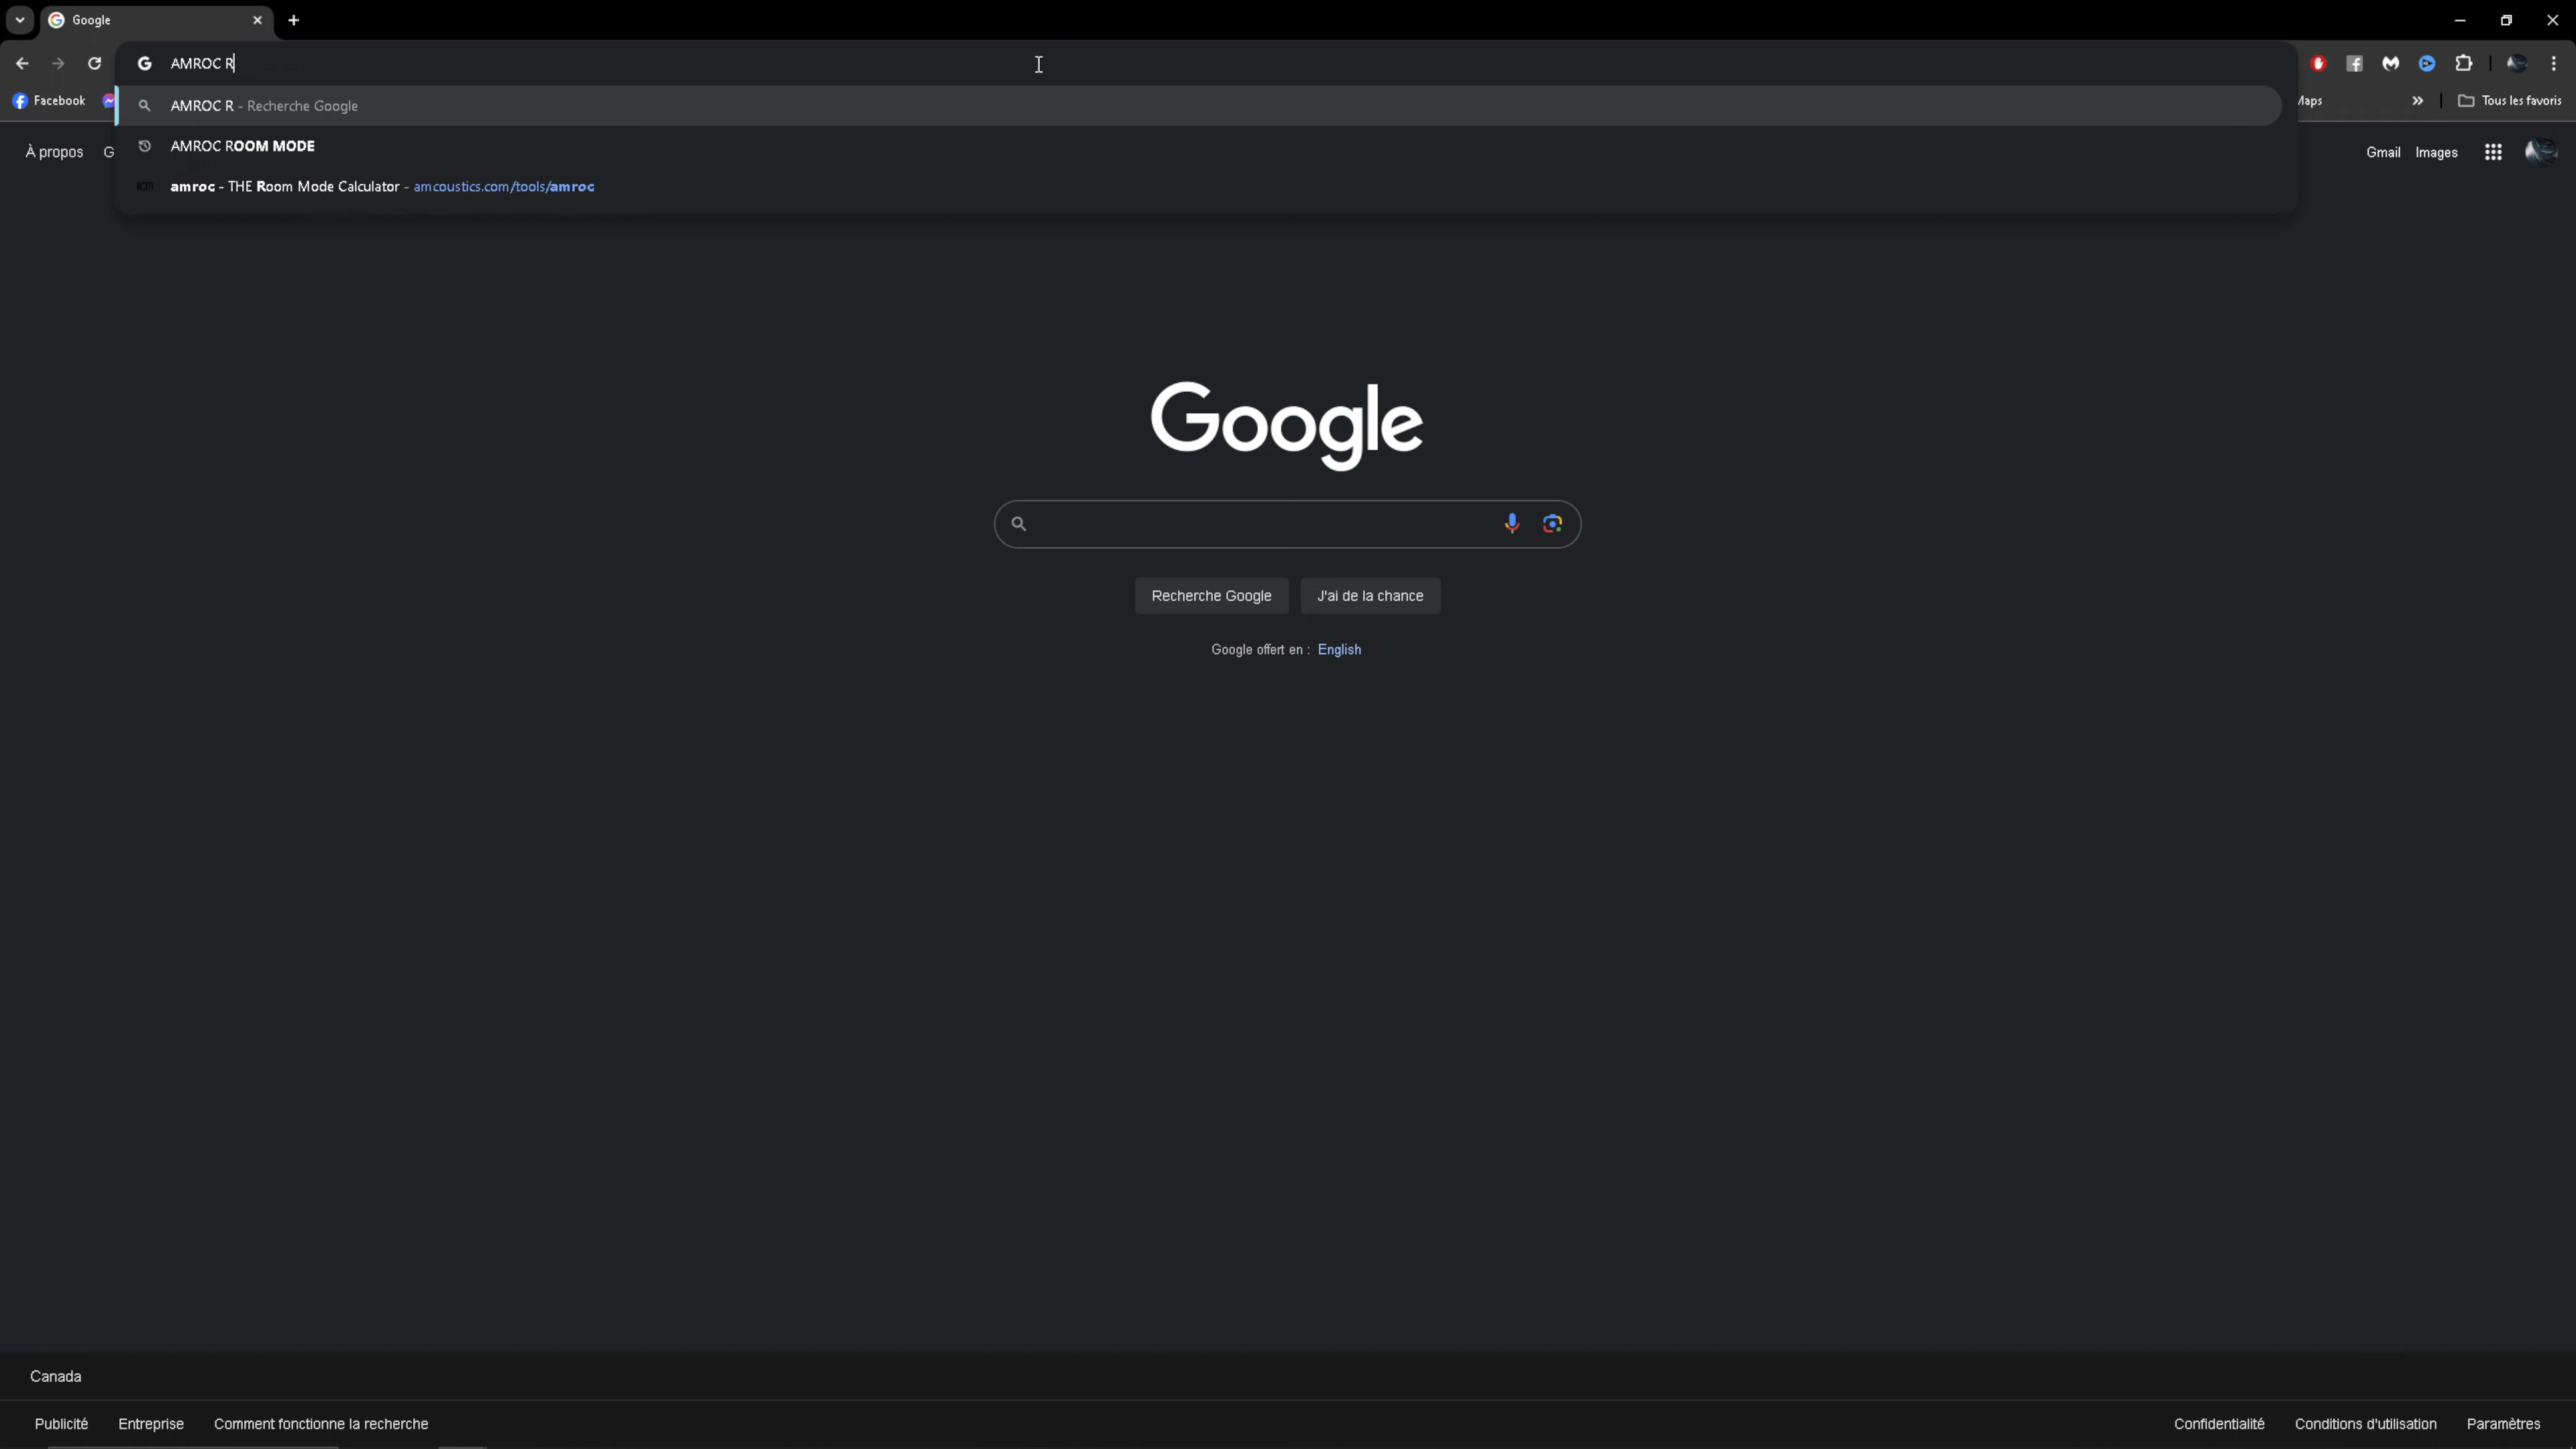 Google
AMROC R
Facebook
AMROC R - Recherche Google
Maps
Tous les favoris
AMROC ROOM MODE
À propos
G
Gmail
Images
amroc - THE Room Mode Calculator - amcoustics.com/tools/amroc
Google
Recherche Google
J'ai de la chance
Google offert en : English
Canada
Publicité
Entreprise
Comment fonctionne la recherche
Confidentialité
Conditions d'utilisation
Paramètres